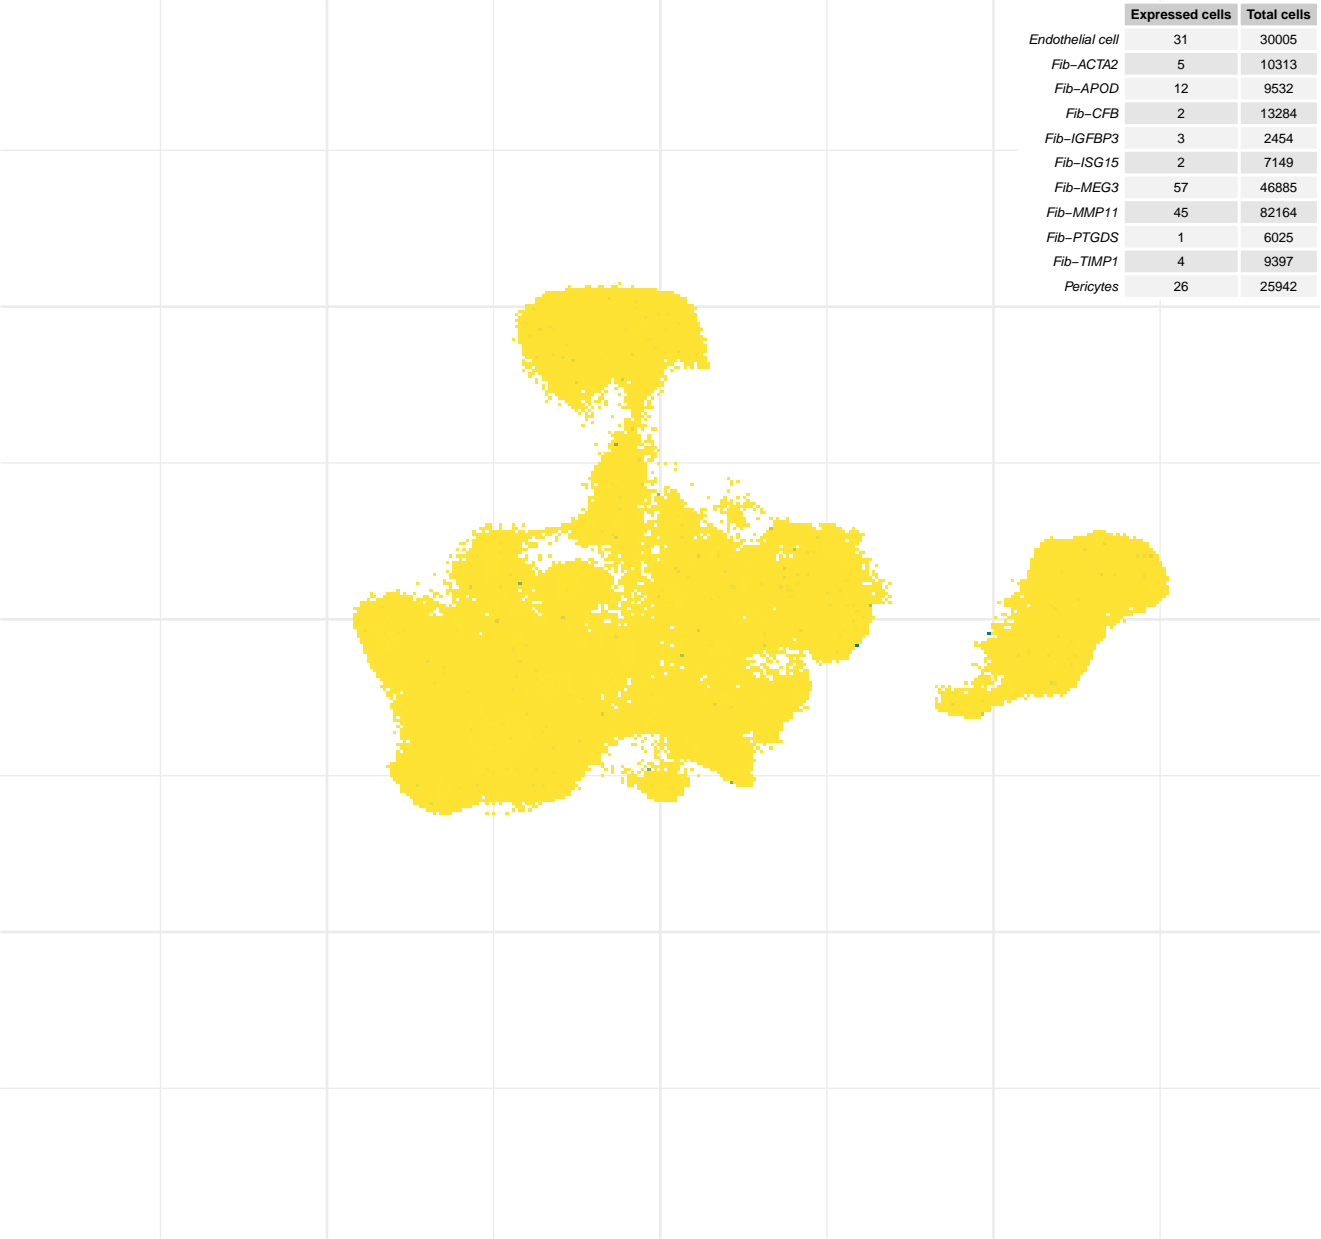 Expressed cells Total cells
Endothelial cell 31 30005
Fib−ACTA2 5 10313
Fib−APOD 12 9532
Fib−CFB 2 13284
Fib−IGFBP3 3 2454
Fib−ISG15 2 7149
Fib−MEG3 57 46885
Fib−MMP11 45 82164
Fib−PTGDS 1 6025
Fib−TIMP1 4 9397
Pericytes 26 25942